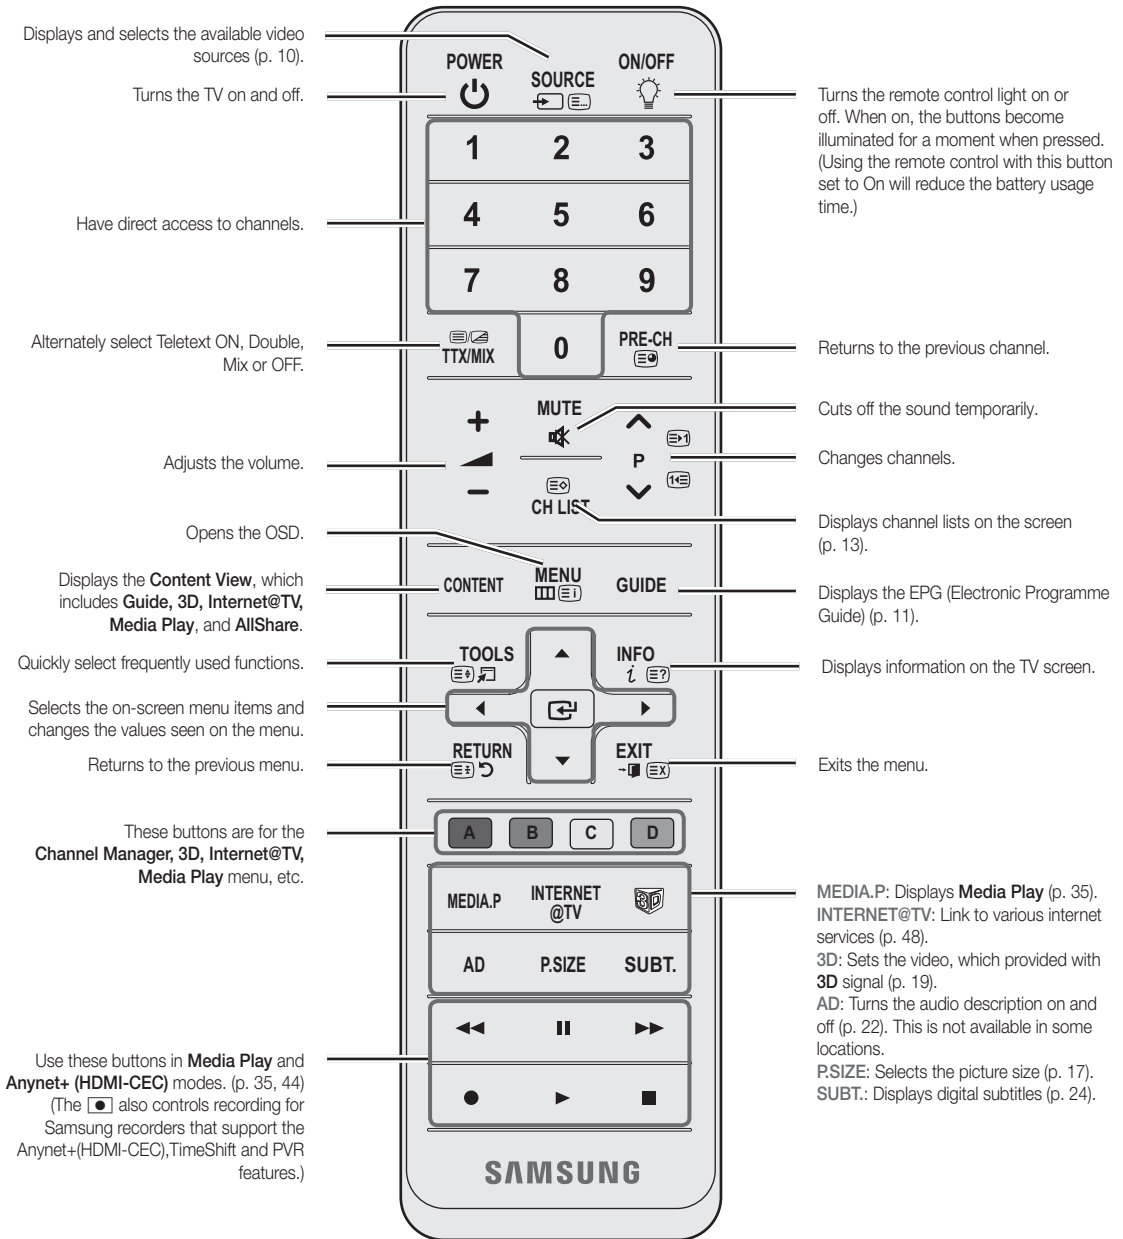 Displays and selects the available video
sources (p. 10).
Turns the TV on and off.
Have direct access to channels.
Alternately select Teletext ON, Double,
Mix or OFF.
Adjusts the volume.
Opens the OSD.
Displays the Content View, which
includes Guide, 3D, Internet@TV,
Media Play, and AllShare.
Quickly select frequently used functions.
Selects the on-screen menu items and
changes the values seen on the menu.
Returns to the previous menu.
These buttons are for the
Channel Manager, 3D, Internet@TV,
Media Play menu, etc.
Use these buttons in Media Play and
Anynet+ (HDMI-CEC) modes. (p. 35, 44)
(The ● also controls recording for
Samsung recorders that support the
Anynet+(HDMI-CEC),TimeShift and PVR
features.)
POWER SOURCE ON/OFF
1 2 3
4 5 6
7 8 9
TTX/MIX 0 PRE-CH
MUTE
P
CH LIST
CONTENT MENU GUIDE
TOOLS INFO
RETURN EXIT
A B C D
MEDIA.P INTERNET @TV 3D
AD P.SIZE SUBT.
SAMSUNG
Turns the remote control light on or
off. When on, the buttons become
illuminated for a moment when pressed.
(Using the remote control with this button
set to On will reduce the battery usage
time.)
Returns to the previous channel.
Cuts off the sound temporarily.
Changes channels.
Displays channel lists on the screen
(p. 13).
Displays the EPG (Electronic Programme
Guide) (p. 11).
Displays information on the TV screen.
Exits the menu.
MEDIA.P: Displays Media Play (p. 35).
INTERNET@TV: Link to various internet
services (p. 48).
3D: Sets the video, which provided with
3D signal (p. 19).
AD: Turns the audio description on and
off (p. 22). This is not available in some
locations.
P.SIZE: Selects the picture size (p. 17).
SUBT.: Displays digital subtitles (p. 24).